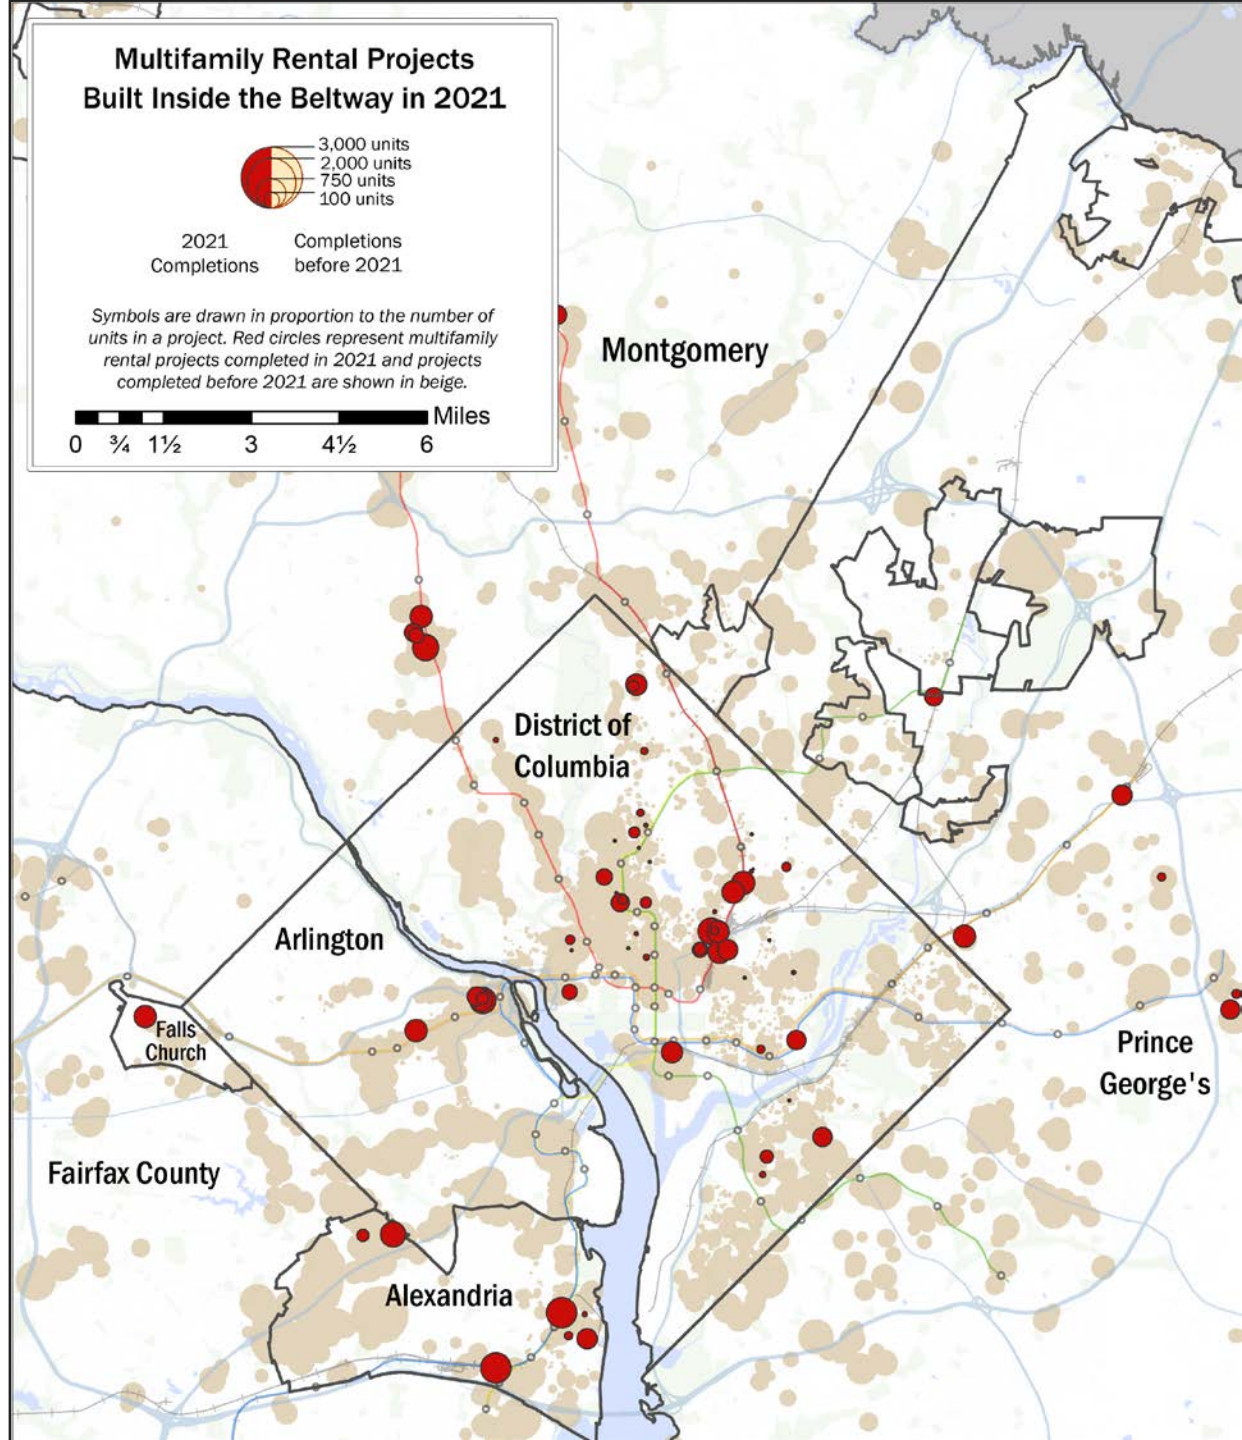 Multifamily Rental Projects
Built Inside the Beltway in 2021
3,000 units
2,000 units
750 units
100 units
2021
Completions
Completions
before 2021
Symbols are drawn in proportion to the number of
units in a project. Red circles represent multifamily
rental projects completed in 2021 and projects
completed before 2021 are shown in beige.
Miles
0 ¾ 1½ 3 4½ 6
Montgomery
District of
Columbia
Arlington
Falls
Church
Prince
George's
Fairfax County
Alexandria